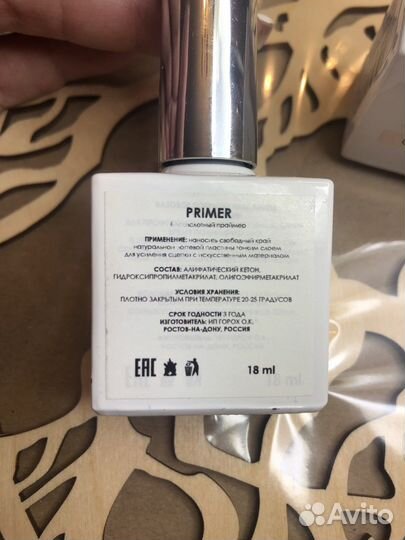 PRIMER
Бескислотный праймер
ПРИМЕНЕНИЕ: наносить свободный край
натуральной ногтевой пластины тонким слоем
для усиления сцепки с искусственным материалом
СОСТАВ: АЛИФАТИЧЕСКИЙ КЕТОН,
ГИДРОКСИПРОПИЛМЕТАКРИЛАТ, ОЛИГОЭФИРМЕТАКРИЛАТ
УСЛОВИЯ ХРАНЕНИЯ:
ПЛОТНО ЗАКРЫТЫМ ПРИ ТЕМПЕРАТУРЕ 20-25 ГРАДУСОВ
СРОК ГОДНОСТИ 3 ГОДА
ИЗГОТОВИТЕЛЬ: ИП ГОРОХ О.К.,
РОСТОВ-НА-ДОНУ, РОССИЯ
EAC
18 ml
Avito